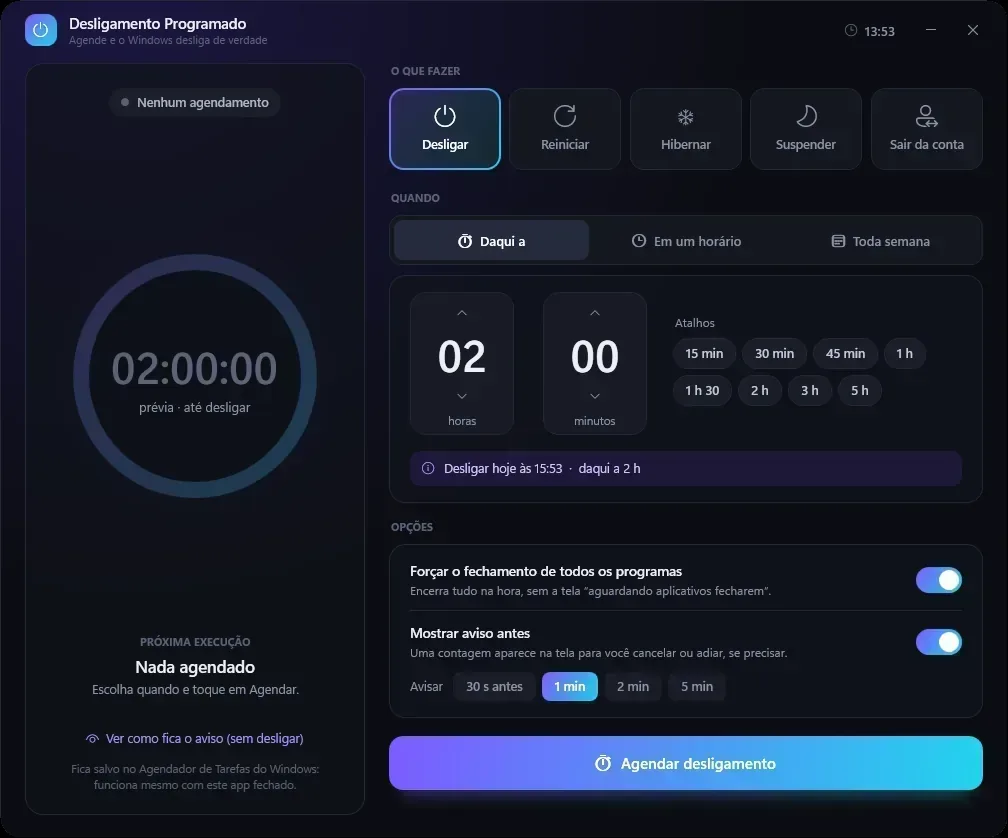 Desligamento Programado
Agende e o Windows desliga de verdade
13:53
Nenhum agendamento
02:00:00
prévia · até desligar
PRÓXIMA EXECUÇÃO
Nada agendado
Escolha quando e toque em Agendar.
Ver como fica o aviso (sem desligar)
Fica salvo no Agendador de Tarefas do Windows:
funciona mesmo com este app fechado.
O QUE FAZER
Desligar
Reiniciar
Hibernar
Suspender
Sair da conta
QUANDO
Daqui a
Em um horário
Toda semana
02
horas
00
minutos
Atalhos
15 min
30 min
45 min
1 h
1 h 30
2 h
3 h
5 h
Desligar hoje às 15:53 · daqui a 2 h
OPÇÕES
Forçar o fechamento de todos os programas
Encerra tudo na hora, sem a tela “aguardando aplicativos fecharem”.
Mostrar aviso antes
Uma contagem aparece na tela para você cancelar ou adiar, se precisar.
Avisar
30 s antes
1 min
2 min
5 min
Agendar desligamento